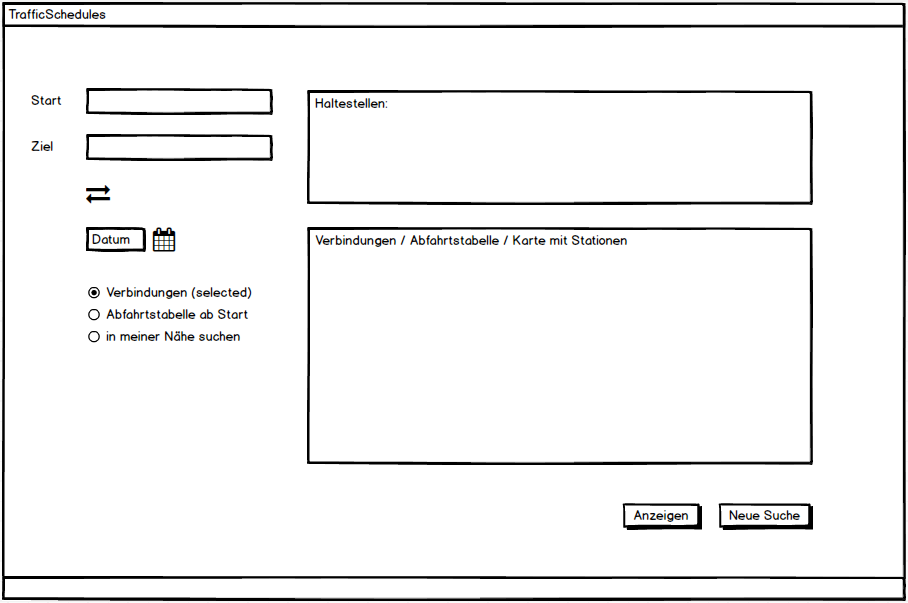 TrafficSchedules
Start
Ziel
Datum
Verbindungen (selected)
Abfahrtstabelle ab Start
in meiner Nähe suchen
Haltestellen:
Verbindungen / Abfahrtstabelle / Karte mit Stationen
Anzeigen
Neue Suche